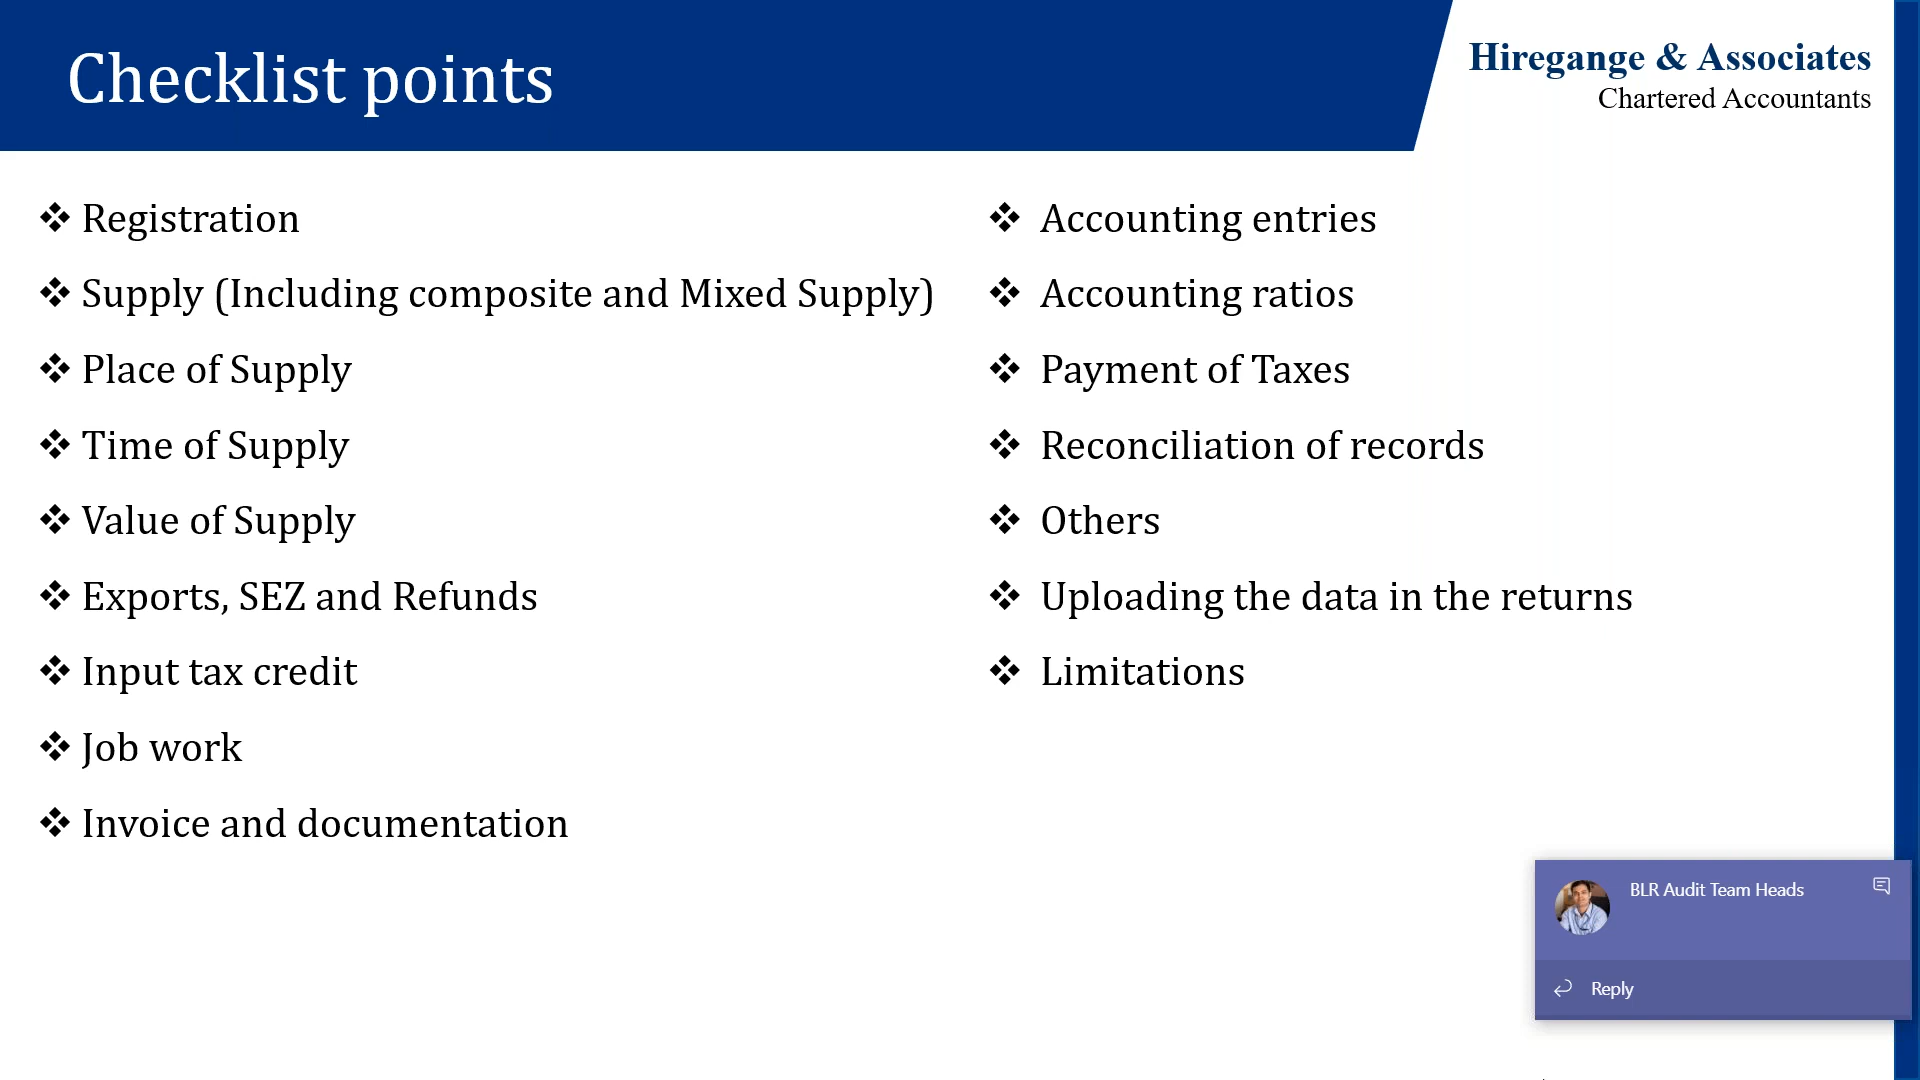 Checklist points
Hiregange & Associates
Chartered Accountants
Registration
Supply (Including composite and Mixed Supply)
Place of Supply
Time of Supply
Value of Supply
Exports, SEZ and Refunds
Input tax credit
Job work
Invoice and documentation
Accounting entries
Accounting ratios
Payment of Taxes
Reconciliation of records
Others
Uploading the data in the returns
Limitations
BLR Audit Team Heads
Reply